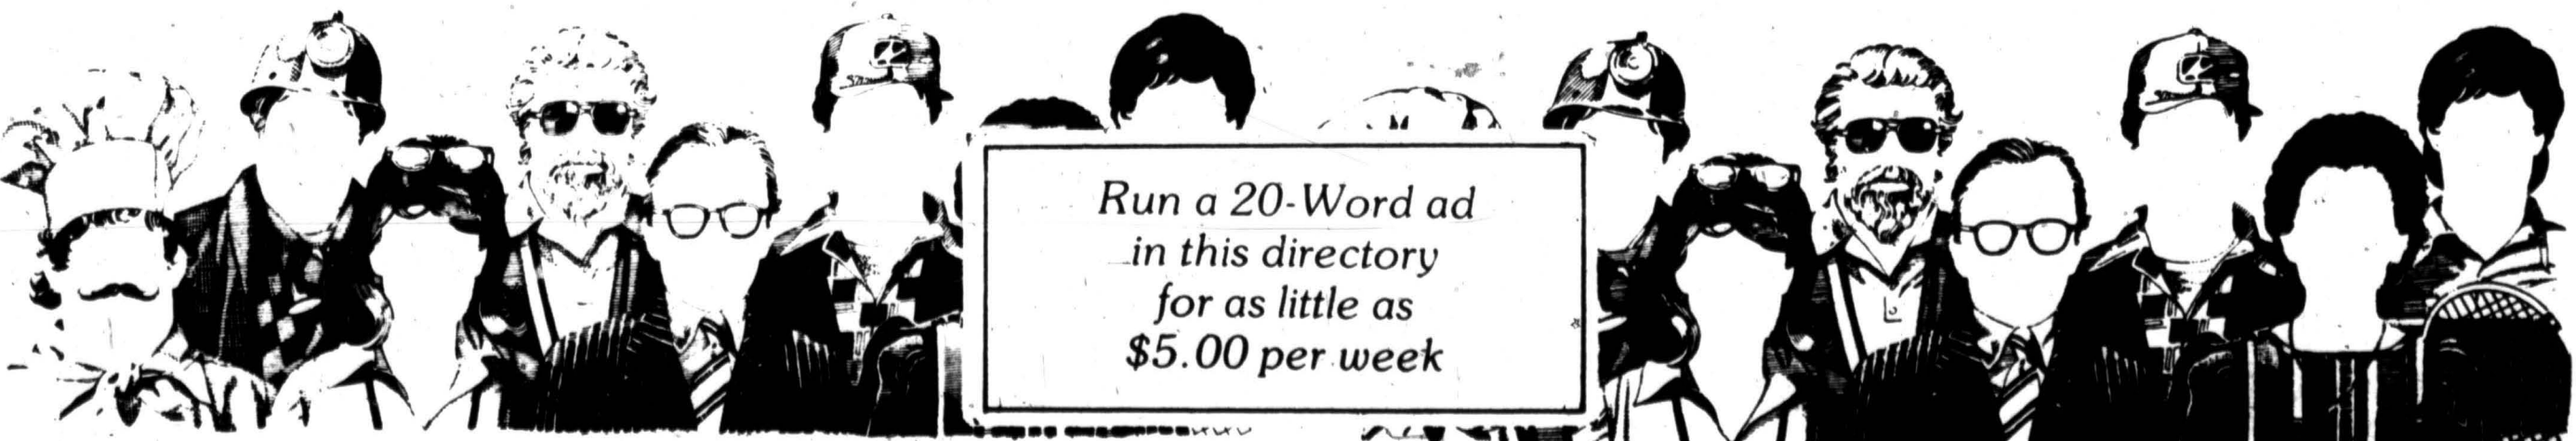 Run a 20-Word ad
in this directory
for as little as
$5.00 per week